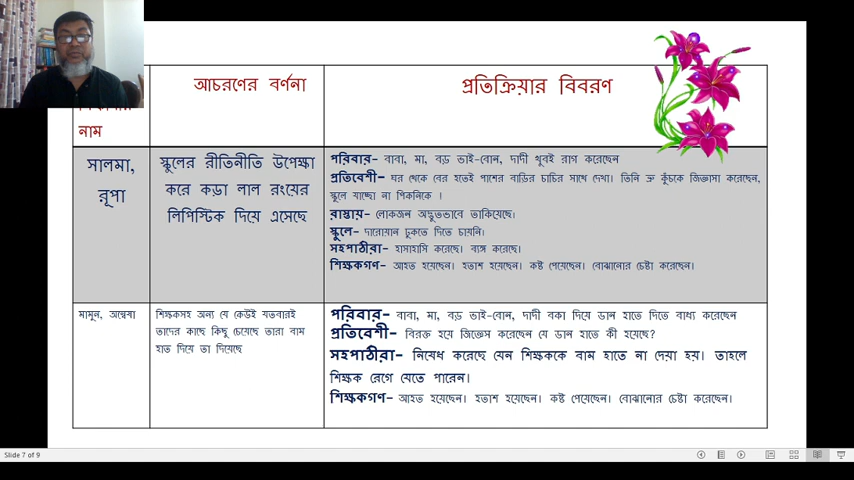 আচরণের বর্ণনা
প্রতিক্রিয়ার বিবরণ
নাম
সালমা,
রূপা
স্কুলের রীতিনীতি উপেক্ষা
করে কড়া লাল রংয়ের
লিপিস্টিক দিয়ে এসেছে
পরিবার- বাবা, মা, বড় ভাই-বোন, দাদী খুবই রাগ করেছেন
প্রতিবেশী- ঘর থেকে বের হতেই পাশের বাড়ির চাচির সাথে দেখা। তিনি ভ্রু কুঁচকে জিজ্ঞাসা করেছেন,
স্কুলে যাচ্ছো না পিকনিকে ।
রাস্তায়- লোকজন অদ্ভুতভাবে তাকিয়েছে।
স্কুলে- দারোয়ান ঢুকতে দিতে চায়নি।
সহপাঠীরা- হাসাহাসি করেছে। ব্যঙ্গ করেছে।
শিক্ষকগণ- আহত হয়েছেন। হতাশ হয়েছেন। কষ্ট পেয়েছেন। বোঝানোর চেষ্টা করেছেন।
মামুন, অন্বেষা
শিক্ষকসহ অন্য যে কেউই যতবারই
তাদের কাছে কিছু চেয়েছে তারা বাম
হাত দিয়ে তা দিয়েছে
পরিবার- বাবা, মা, বড় ভাই-বোন, দাদী বকা দিয়ে ডান হাতে দিতে বাধ্য করেছেন
প্রতিবেশী- বিরক্ত হয়ে জিজ্ঞেস করেছেন যে ডান হাতে কী হয়েছে?
সহপাঠীরা- নিষেধ করেছে যেন শিক্ষককে বাম হাতে না দেয়া হয়। তাহলে
শিক্ষক রেগে যেতে পারেন।
শিক্ষকগণ- আহত হয়েছেন। হতাশ হয়েছেন। কষ্ট পেয়েছেন। বোঝানোর চেষ্টা করেছেন।
Slide 7 of 9